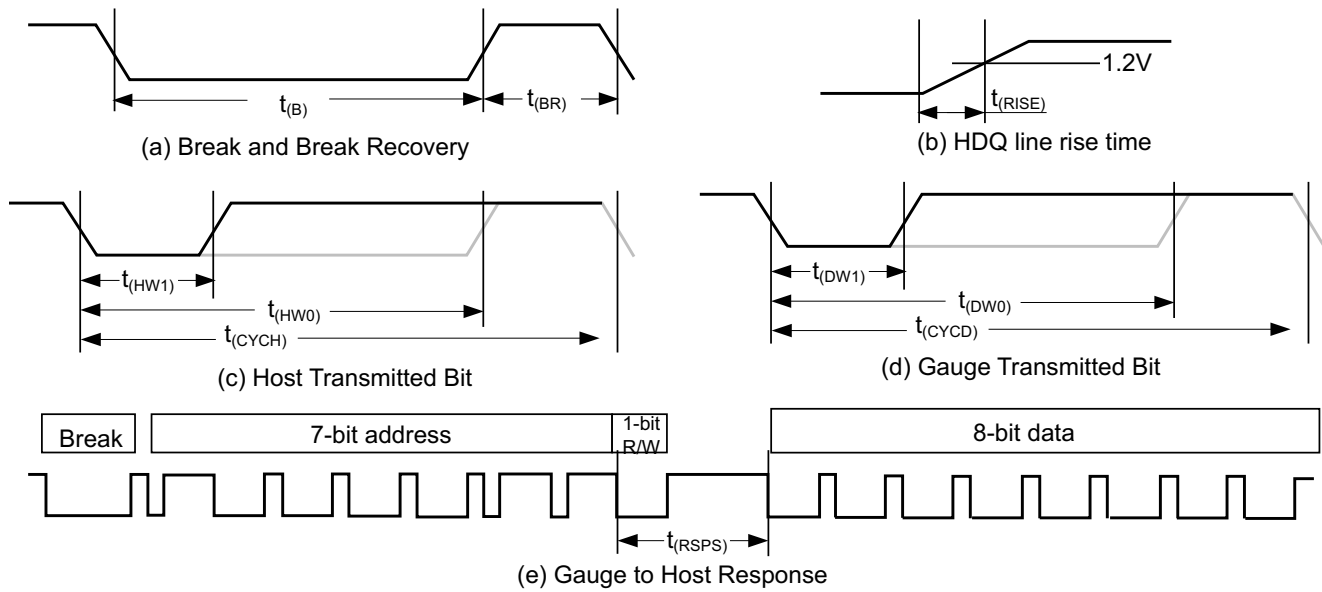 t(B)
t(BR)
(a) Break and Break Recovery
1.2V
t(RISE)
(b) HDQ line rise time
t(HW1)
t(HW0)
t(CYCH)
(c) Host Transmitted Bit
t(DW1)
t(DW0)
t(CYCD)
(d) Gauge Transmitted Bit
Break
7-bit address
1-bit
R/W
8-bit data
t(RSPS)
(e) Gauge to Host Response